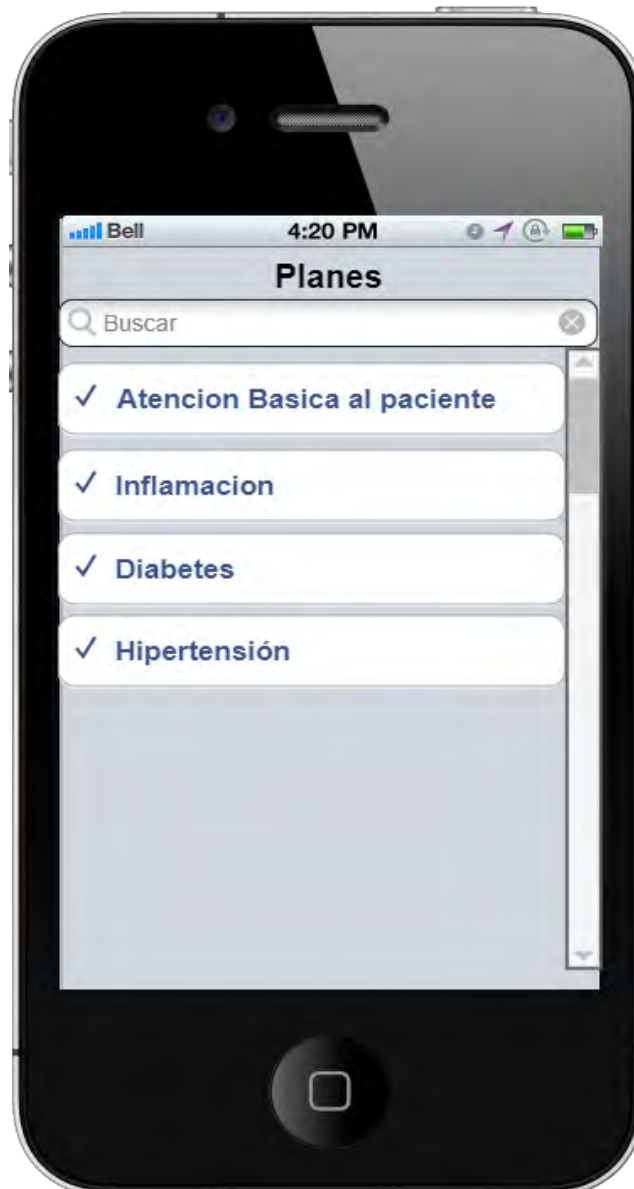 Bell 4:20 PM
Planes
Buscar
Atencion Basica al paciente
Inflamacion
Diabetes
Hipertensión